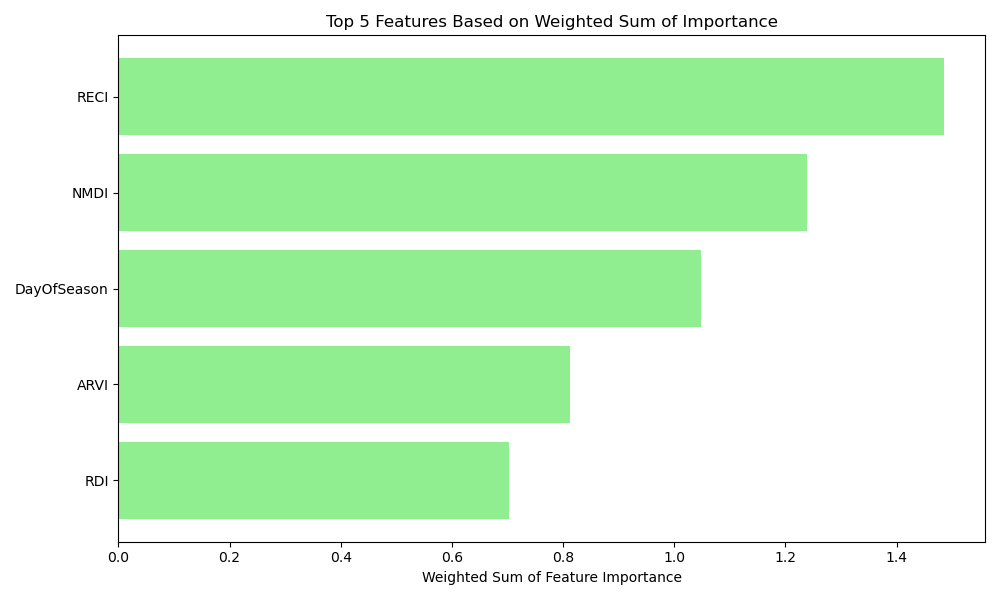 Top 5 Features Based on Weighted Sum of Importance
RECI
NMDI
DayOfSeason
ARVI
RDI
0.0 0.2 0.4 0.6 0.8 1.0 1.2 1.4
Weighted Sum of Feature Importance